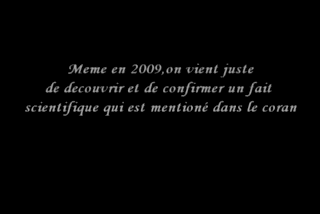 Meme en 2009,on vient juste
de decouvrir et de confirmer un fait
scientifique qui est mentioné dans le coran